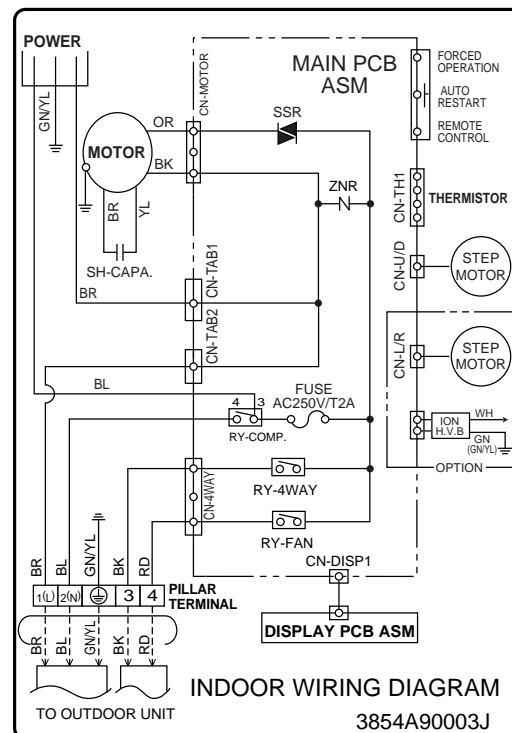 POWER
GN/YL
MOTOR
OR
BK
BR
YL
SH-CAPA.
BR
BL
CN-MOTOR
MAIN PCB
ASM
SSR
ZNR
CN-TAB1
CN-TAB2
4 3
RY-COMP.
FUSE
AC250V/T2A
CN-4WAY
RY-4WAY
RY-FAN
CN-DISP1
DISPLAY PCB ASM
FORCED
OPERATION
AUTO
RESTART
REMOTE
CONTROL
CN-TH1
THERMISTOR
CN-U/D
STEP
MOTOR
CN-L/R
STEP
MOTOR
ION
H.V.B
WH
GN
(GN/YL)
OPTION
BR
BL
GN/YL
BK
RD
1(L) 2(N) 3 4
PILLAR
TERMINAL
BR
BL
GN/YL
BK
RD
TO OUTDOOR UNIT
INDOOR WIRING DIAGRAM
3854A90003J